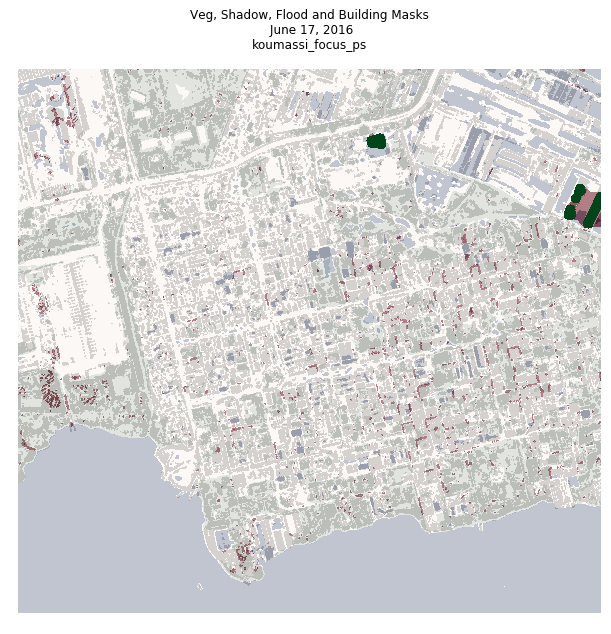 Veg, Shadow, Flood and Building Masks
June 17, 2016
koumassi_focus_ps